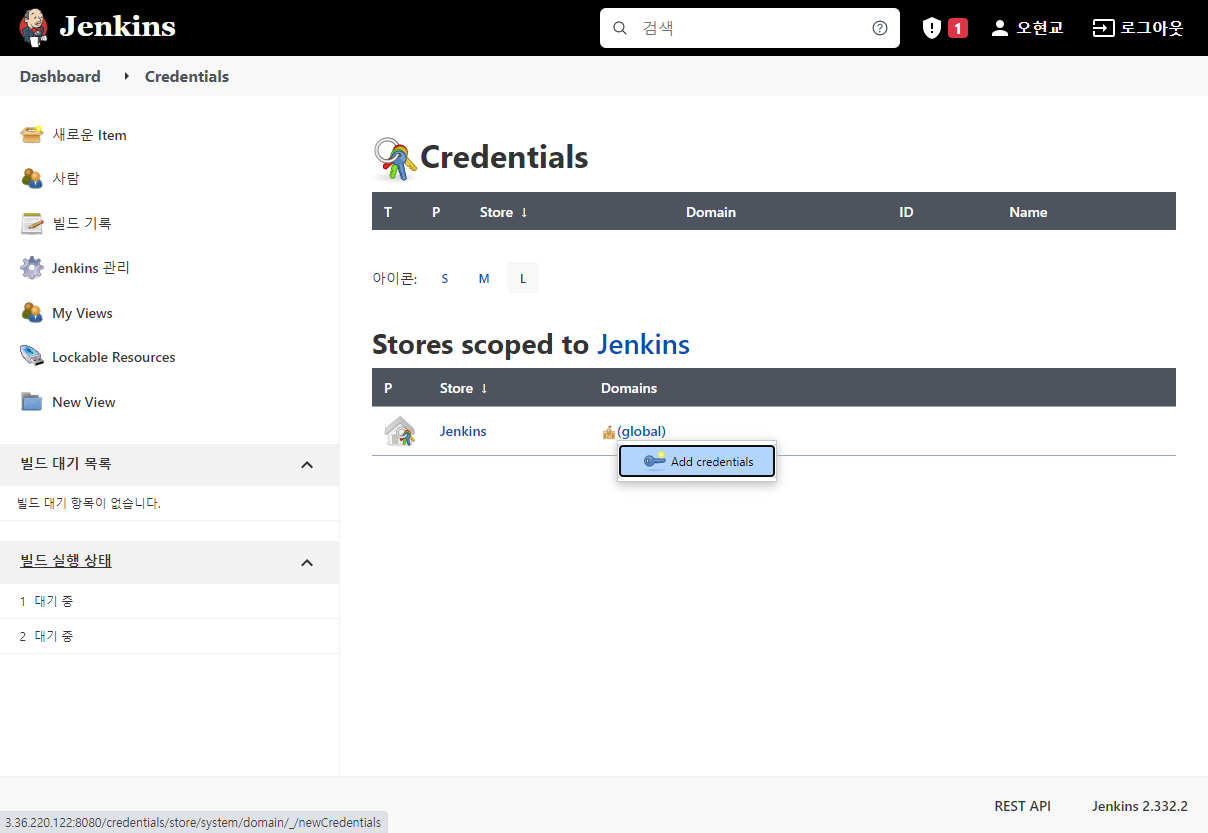 Jenkins
검색
1
오현교
로그아웃
Dashboard
Credentials
새로운 Item
사람
빌드 기록
Jenkins 관리
My Views
Lockable Resources
New View
빌드 대기 목록
빌드 대기 항목이 없습니다.
빌드 실행 상태
1 대기 중
2 대기 중
Credentials
T P Store ↓ Domain ID Name
아이콘: S M L
Stores scoped to Jenkins
P Store ↓ Domains
Jenkins (global)
Add credentials
REST API Jenkins 2.332.2
3.36.220.122:8080/credentials/store/system/domain/_/newCredentials